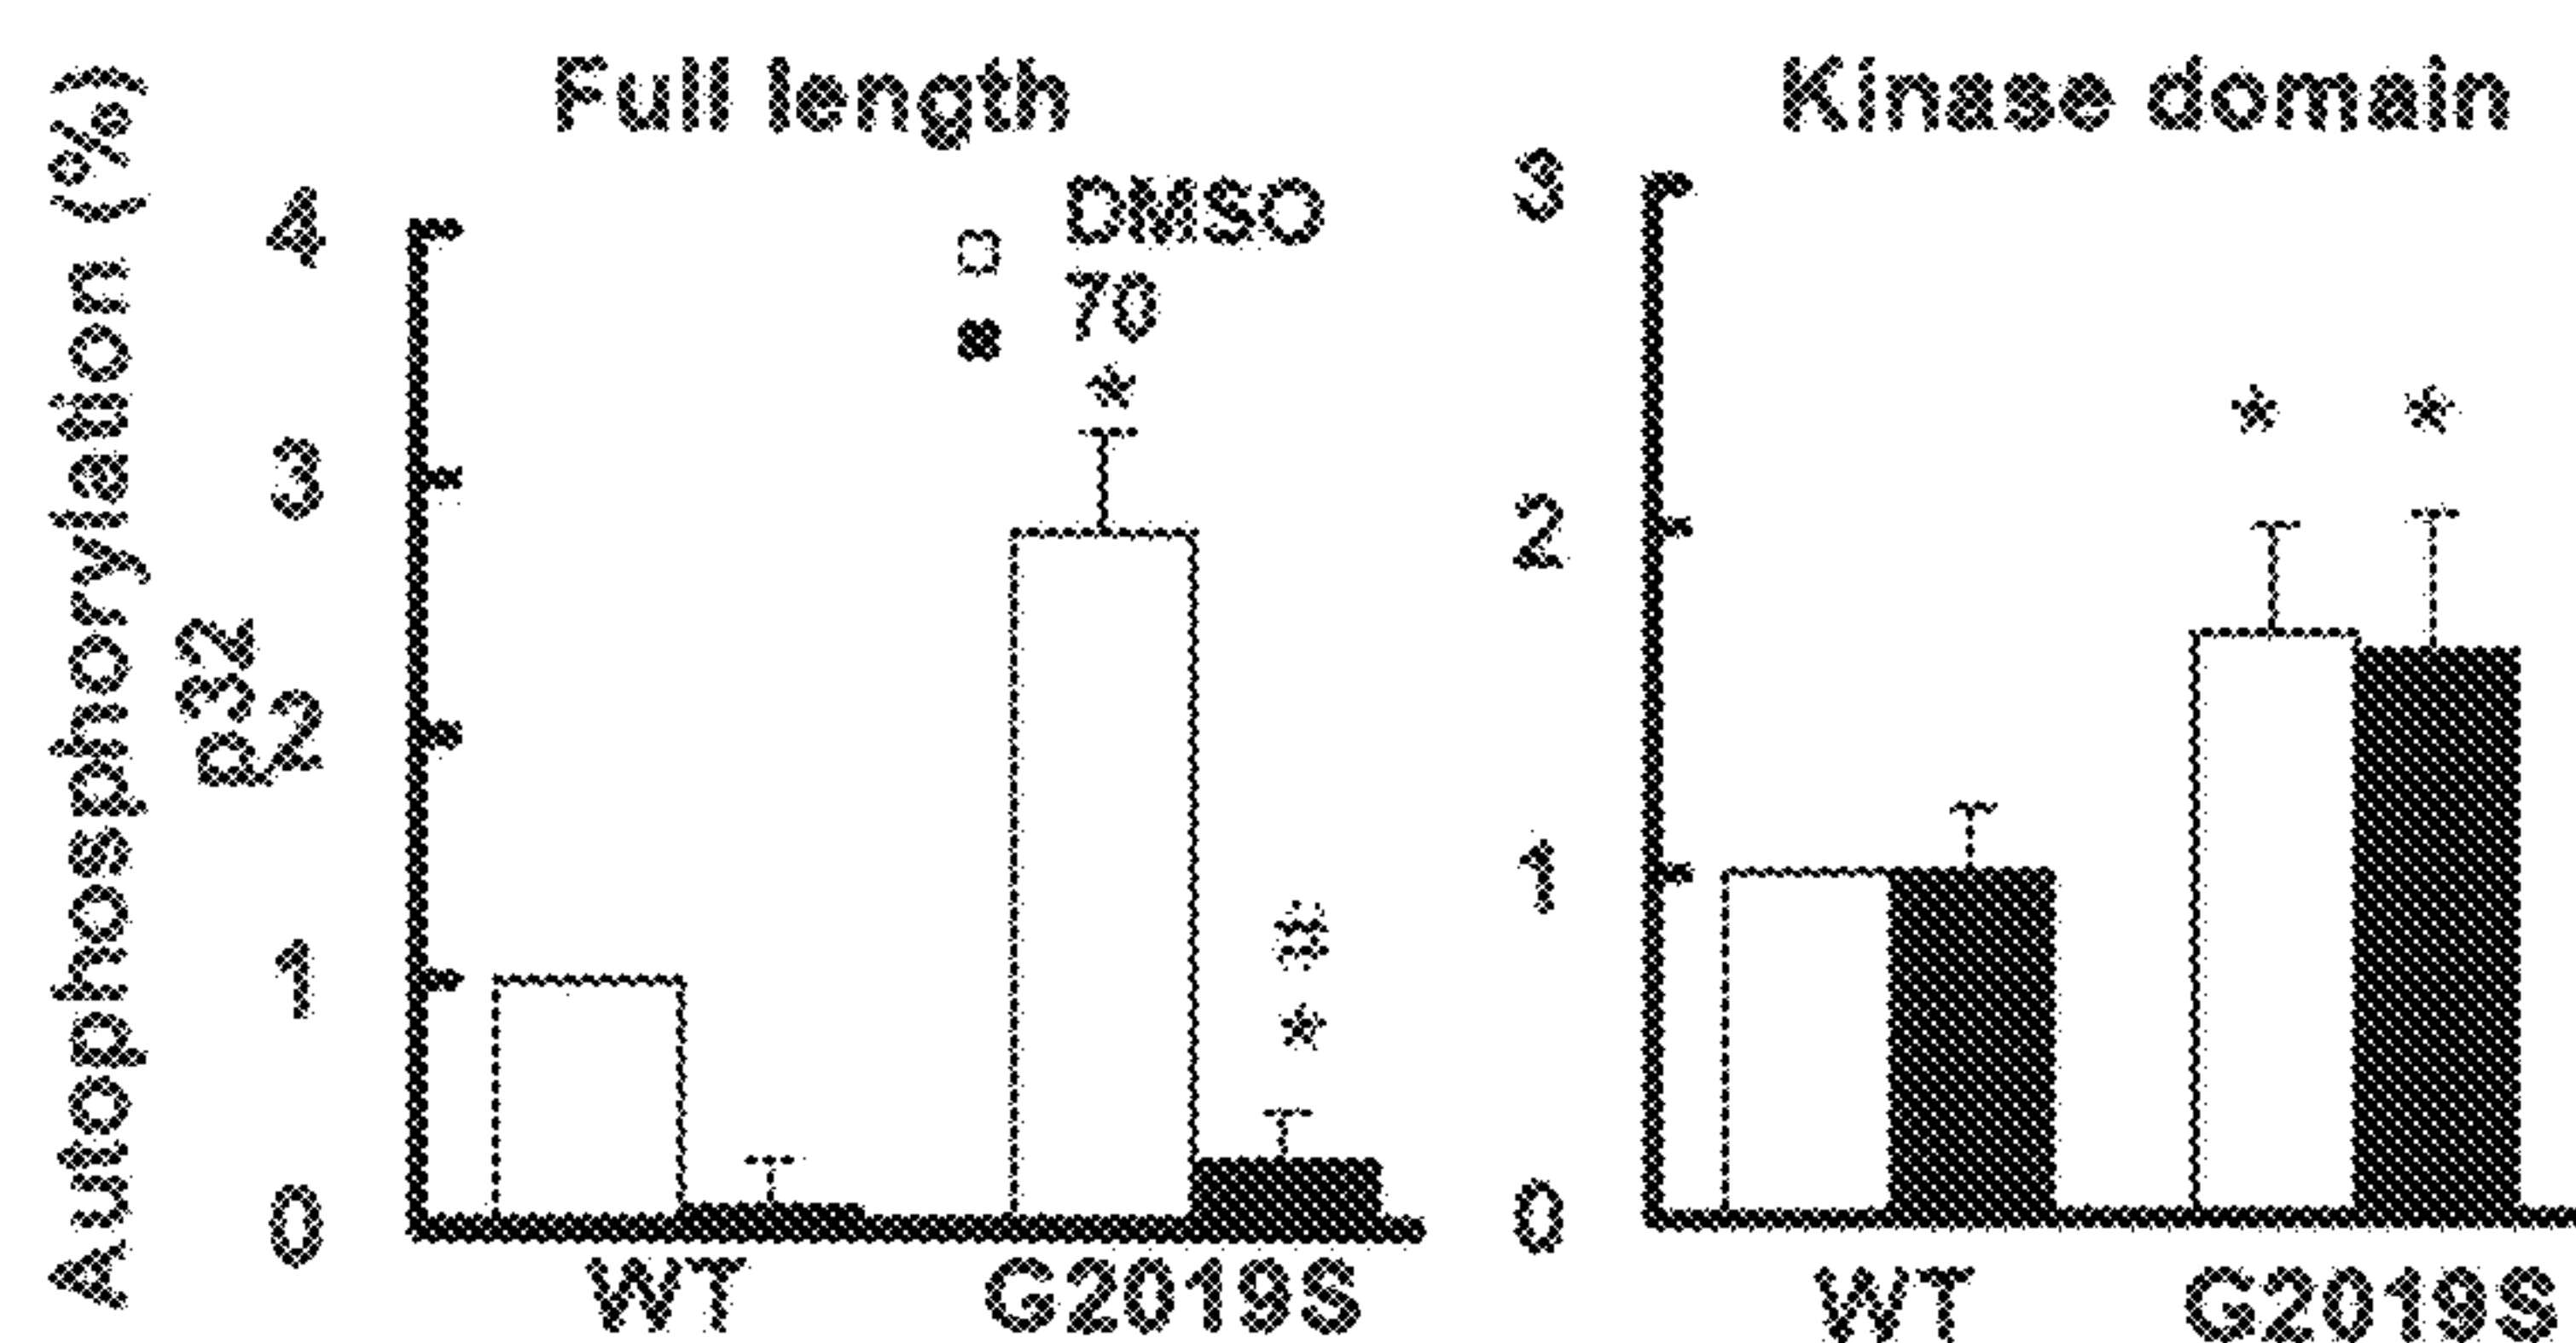 Autophosphorylation (%)
p32
Full length
4
3
2
1
0
DMSO
70
*
#
*
WT G2019S
Kinase domain
3
2
1
0
* *
WT G2019S